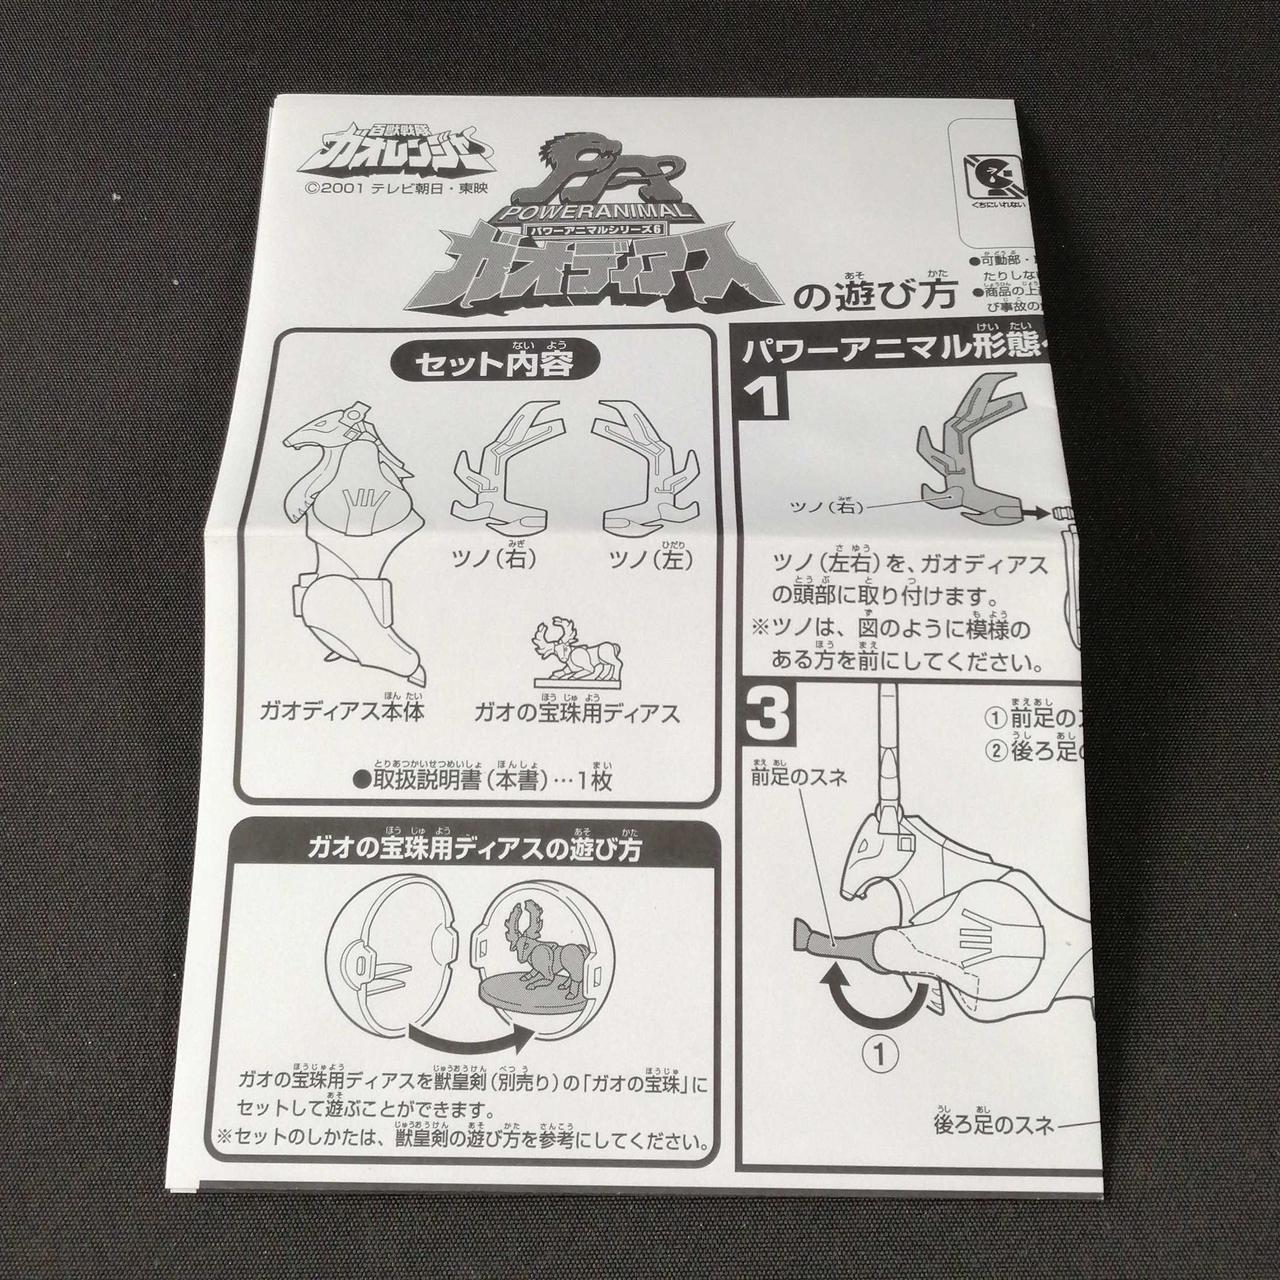 百獣戦隊
ガオレンジャー
©2001 テレビ朝日・東映
POWERANIMAL
パワーアニマルシリーズ6
ガオディアス
の遊び方
くちにいれない
●可動部・
たりしな
●商品の上
び事故の
セット内容
ツノ(右)
ツノ(左)
ガオディアス本体
ガオの宝珠用ディアス
●取扱説明書(本書)…1枚
ガオの宝珠用ディアスの遊び方
ガオの宝珠用ディアスを獣皇剣(別売り)の「ガオの宝珠」に
セットして遊ぶことができます。
※セットのしかたは、獣皇剣の遊び方を参考にしてください。
パワーアニマル形態
1
ツノ(右)
ツノ(左右)を、ガオディアス
の頭部に取り付けます。
※ツノは、図のように模様の
ある方を前にしてください。
3
①前足のス
②後ろ足の
前足のスネ
①
後ろ足のスネ